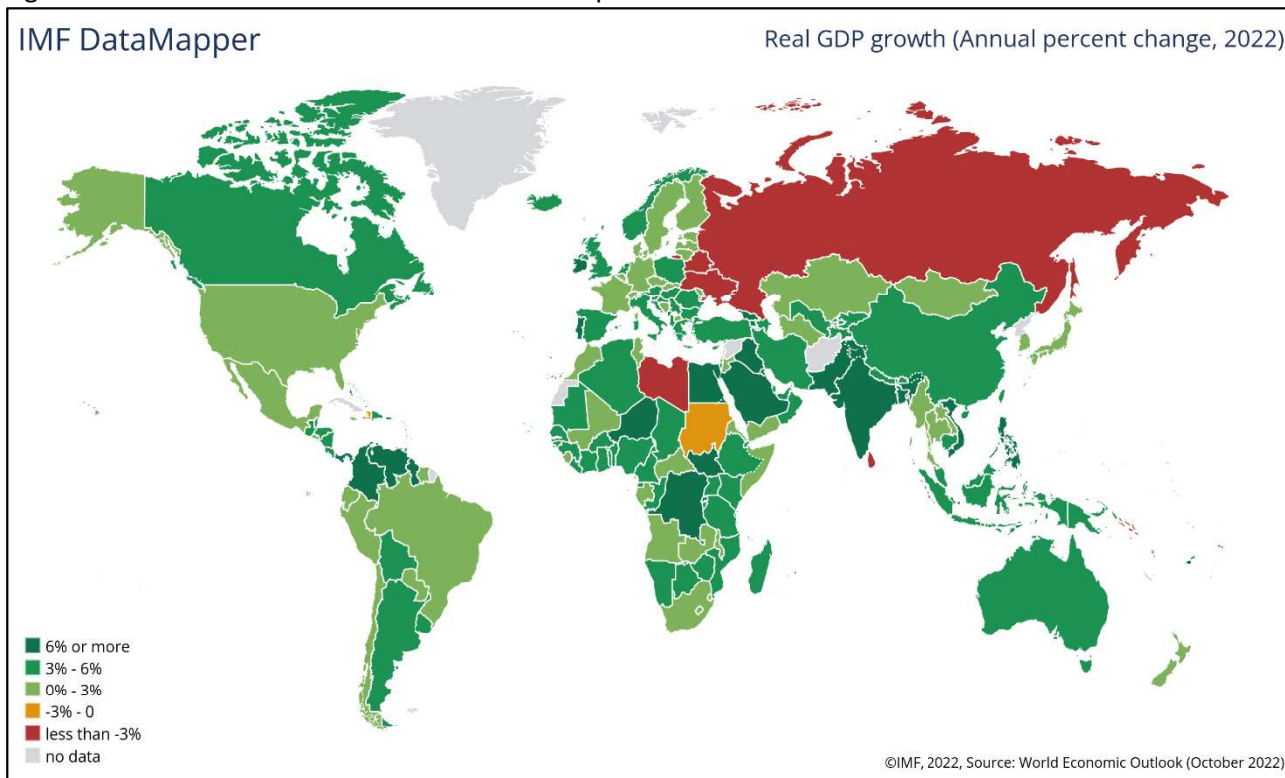 IMF DataMapper
Real GDP growth (Annual percent change, 2022)
6% or more
3% - 6%
0% - 3%
-3% - 0
less than -3%
no data
©IMF, 2022, Source: World Economic Outlook (October 2022)